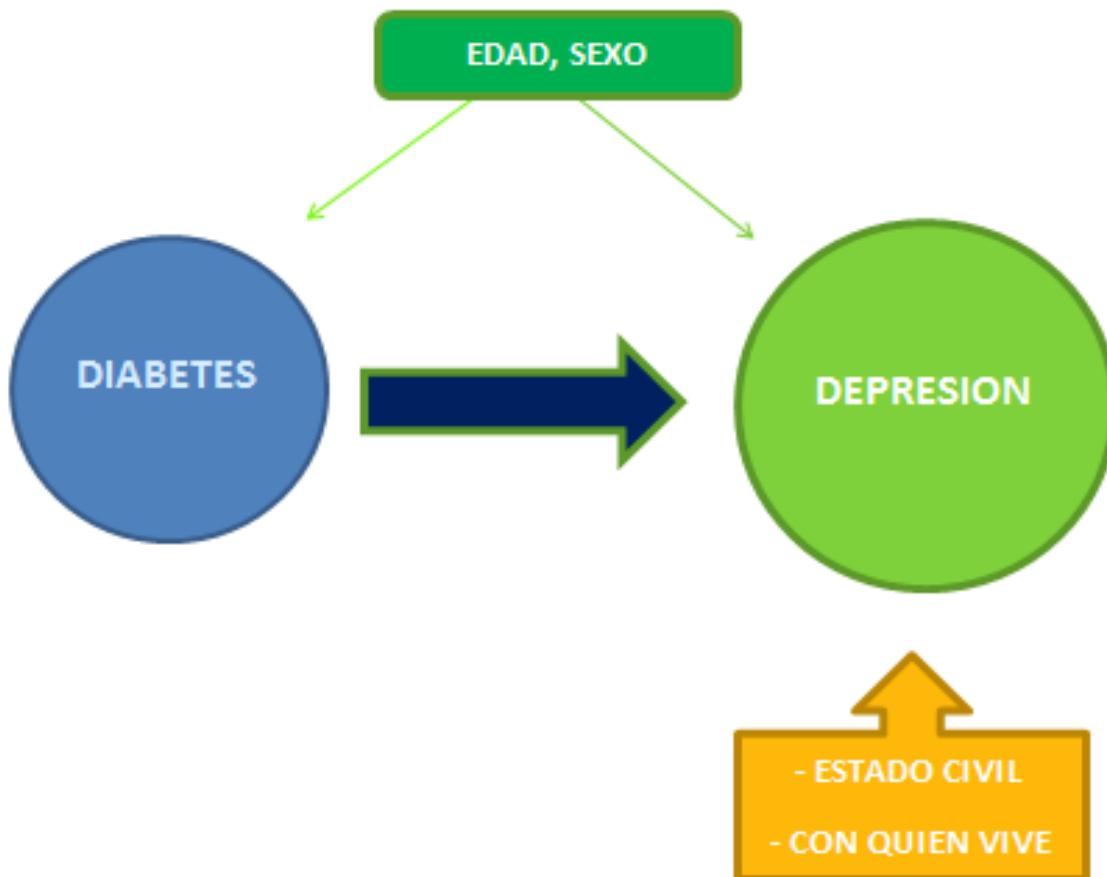 EDAD, SEXO
DIABETES
DEPRESION
- ESTADO CIVIL
- CON QUIEN VIVE